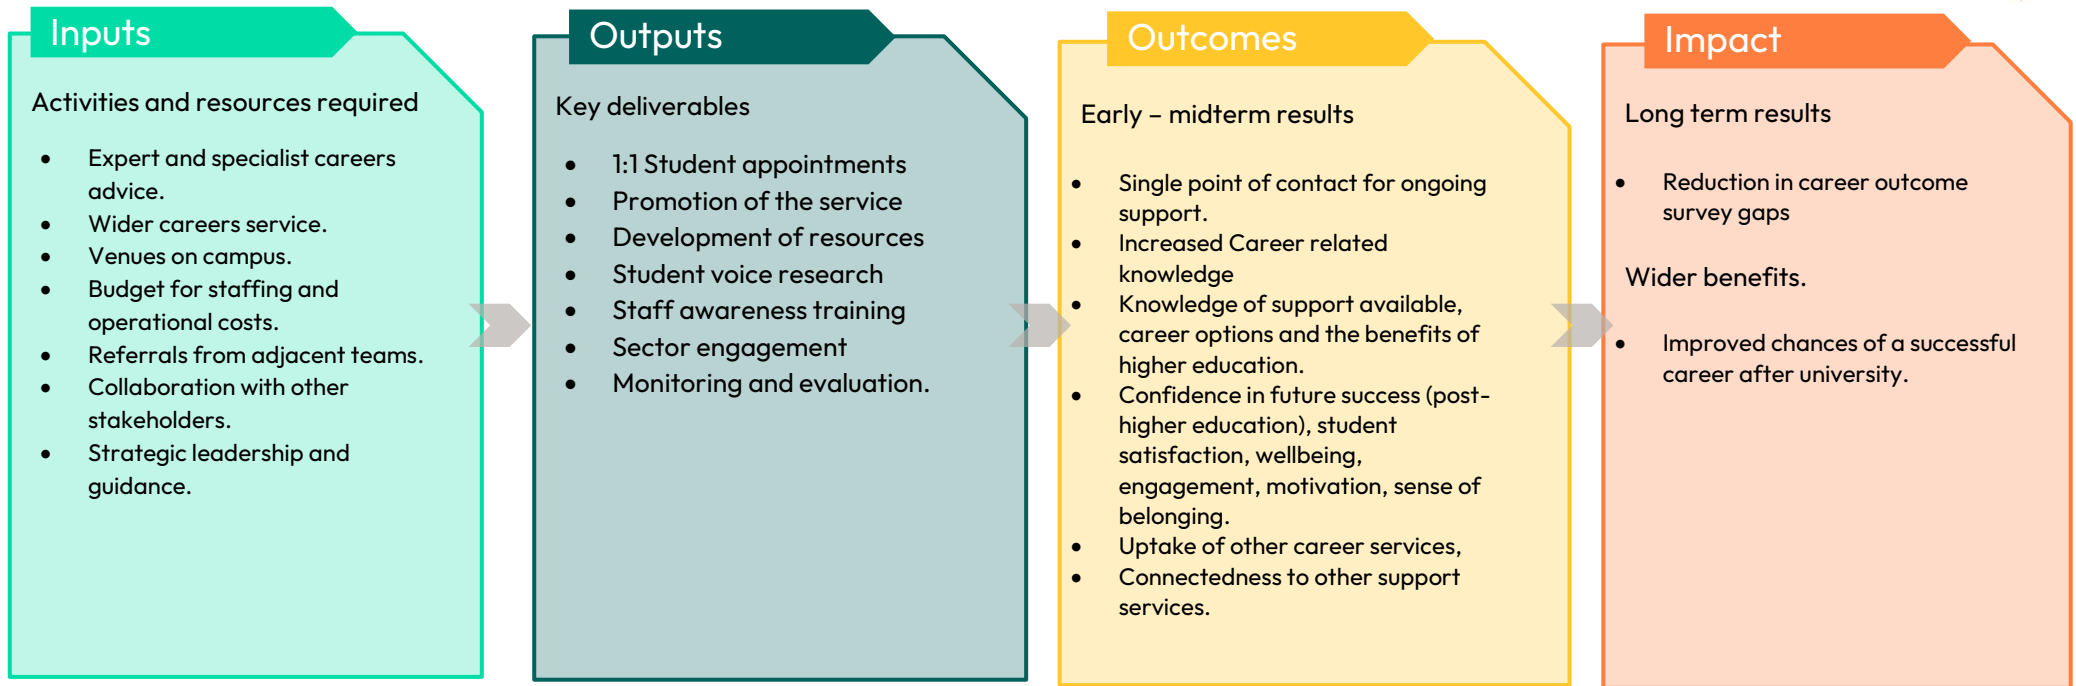 Inputs
Activities and resources required
• Expert and specialist careers
advice.
• Wider careers service.
• Venues on campus.
• Budget for staffing and
operational costs.
• Referrals from adjacent teams.
• Collaboration with other
stakeholders.
• Strategic leadership and
guidance.
Outputs
Key deliverables
• 1:1 Student appointments
• Promotion of the service
• Development of resources
• Student voice research
• Staff awareness training
• Sector engagement
• Monitoring and evaluation.
Outcomes
Early – midterm results
• Single point of contact for ongoing
support.
• Increased Career related
knowledge
• Knowledge of support available,
career options and the benefits of
higher education.
• Confidence in future success (post-
higher education), student
satisfaction, wellbeing,
engagement, motivation, sense of
belonging.
• Uptake of other career services,
• Connectedness to other support
services.
Impact
Long term results
• Reduction in career outcome
survey gaps
Wider benefits.
• Improved chances of a successful
career after university.